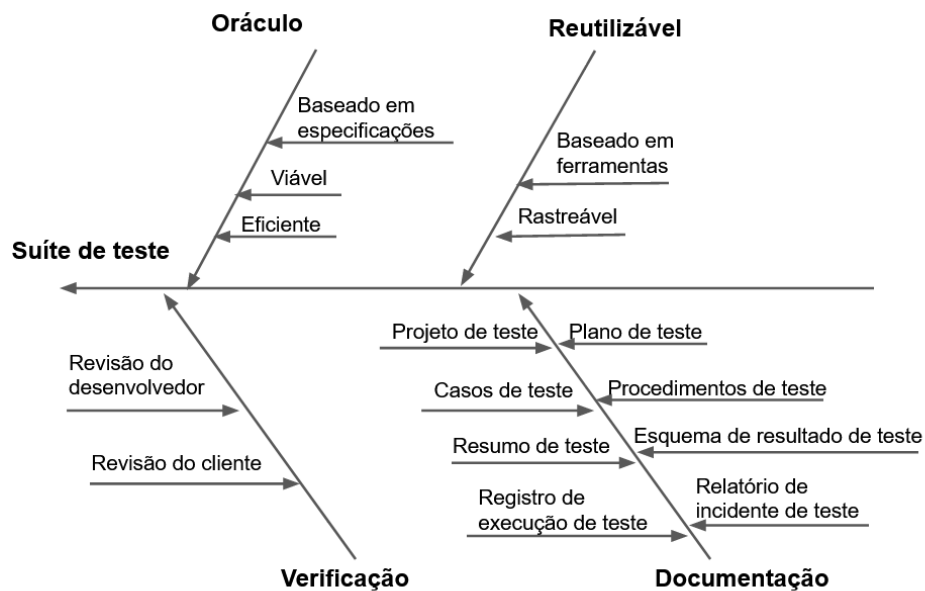 Oráculo
Reutilizável
Baseado em
especificações
Viável
Eficiente
Baseado em
ferramentas
Rastreável
Suíte de teste
Projeto de teste
Plano de teste
Revisão do
desenvolvedor
Casos de teste
Procedimentos de teste
Revisão do cliente
Resumo de teste
Esquema de resultado de teste
Registro de
execução de teste
Relatório de
incidente de teste
Verificação
Documentação